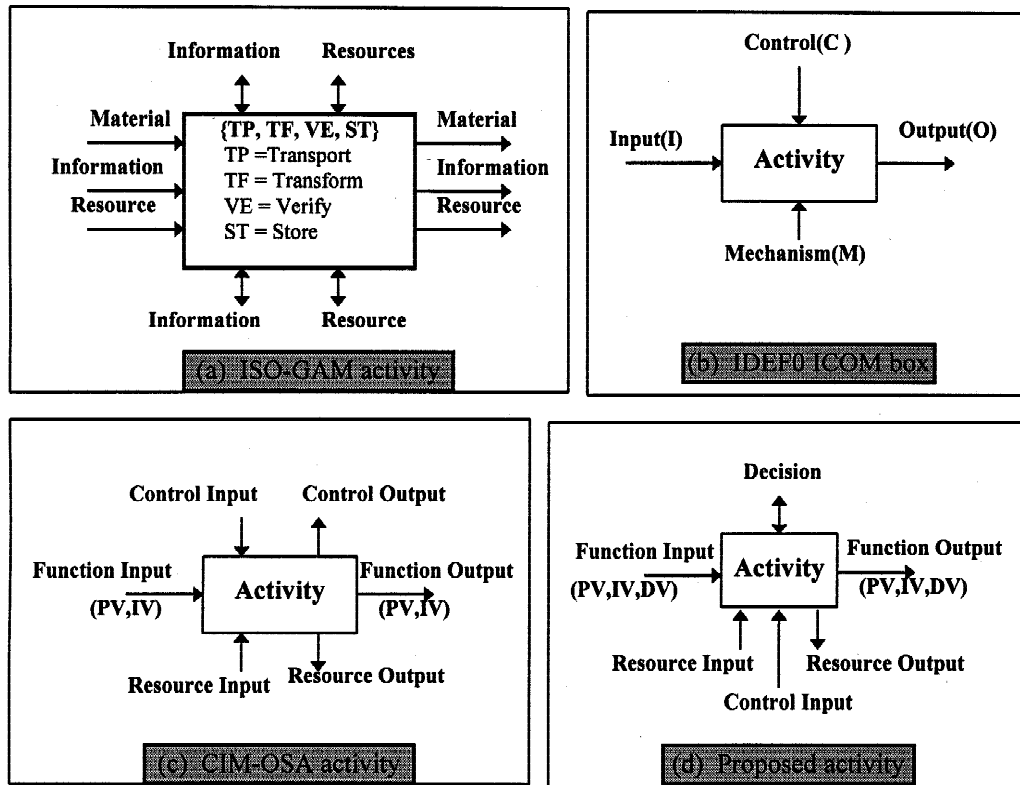 Information Resources
Material {TP, TF, VE, ST} Material
TP =Transport
Information TF = Transform Information
Resource VE = Verify Resource
ST = Store
Information Resource
(a) ISO-GAM activity
Control(C )
Input(I) Activity Output(O)
Mechanism(M)
(b) IDEF0 ICOM box
Control Input Control Output
Function Input Activity Function Output
(PV,IV) (PV,IV)
Resource Input Resource Output
(c) CIM-OSA activity
Decision
Function Input Activity Function Output
(PV,IV,DV) (PV,IV,DV)
Resource Input Resource Output
Control Input
(d) Proposed activity